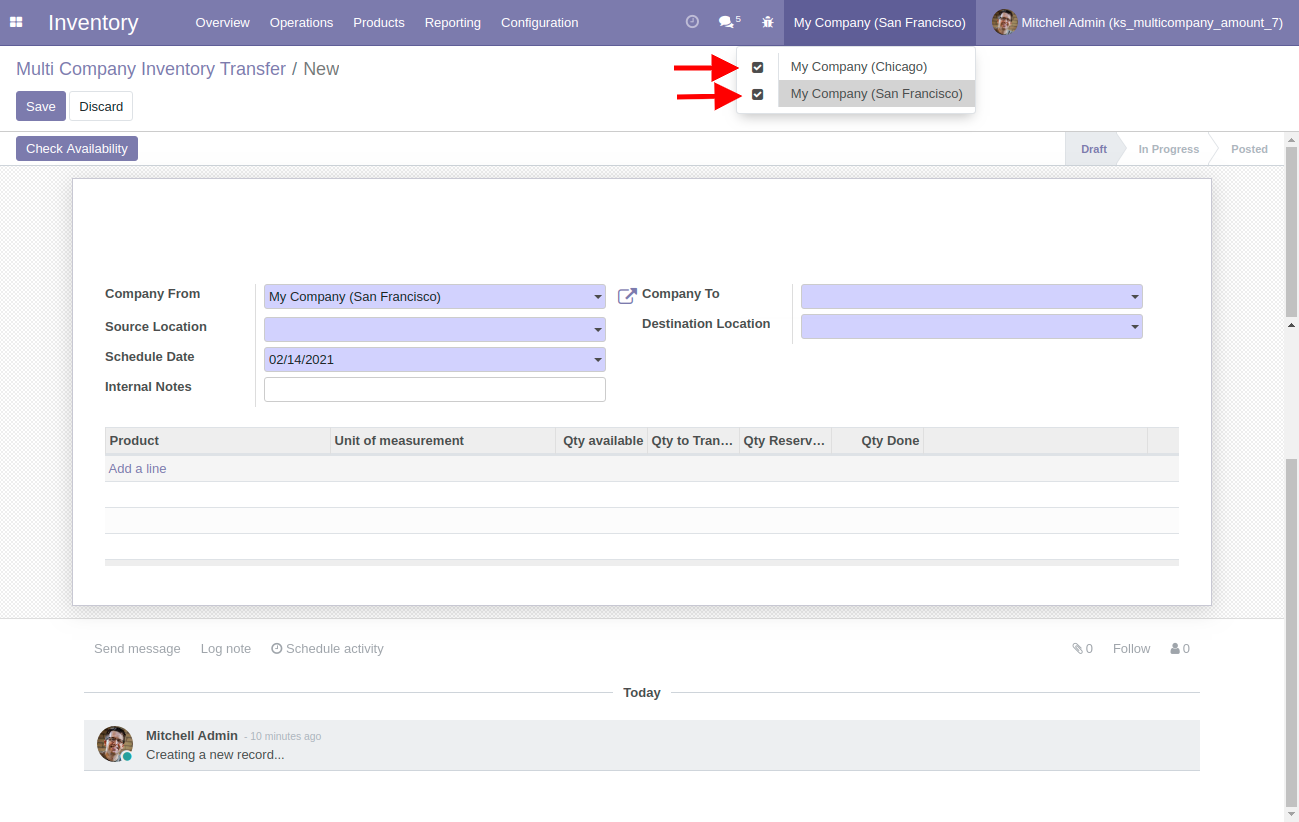 Inventory Overview Operations Products Reporting Configuration 5 My Company (San Francisco) Mitchell Admin (ks_multicompany_amount_7)
My Company (Chicago)
My Company (San Francisco)
Multi Company Inventory Transfer / New
Save Discard
Check Availability Draft In Progress Posted
Company From My Company (San Francisco) Company To
Source Location Destination Location
Schedule Date 02/14/2021
Internal Notes
Product Unit of measurement Qty available Qty to Tran... Qty Reserv... Qty Done
Add a line
Send message Log note Schedule activity 0 Follow 0
Today
Mitchell Admin - 10 minutes ago
Creating a new record...